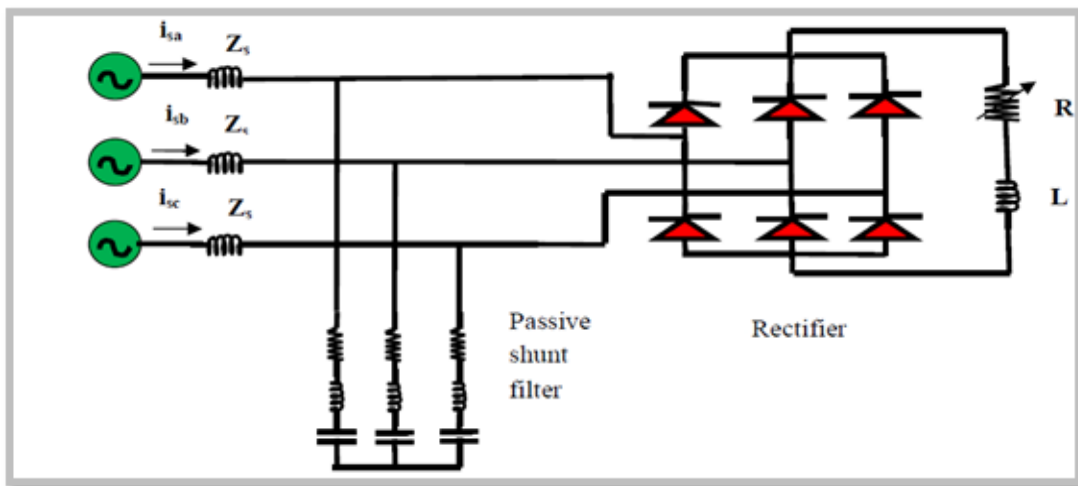 isa
Zs
isb
Zs
isc
Zs
R
L
Passive
shunt
filter
Rectifier